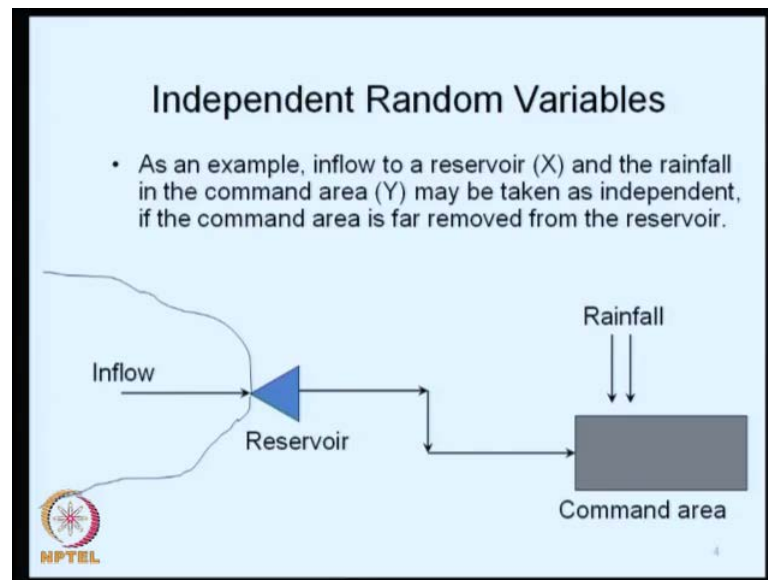 Independent Random Variables
• As an example, inflow to a reservoir (X) and the rainfall
in the command area (Y) may be taken as independent,
if the command area is far removed from the reservoir.
Rainfall
Inflow
Reservoir
Command area
NPTEL
4